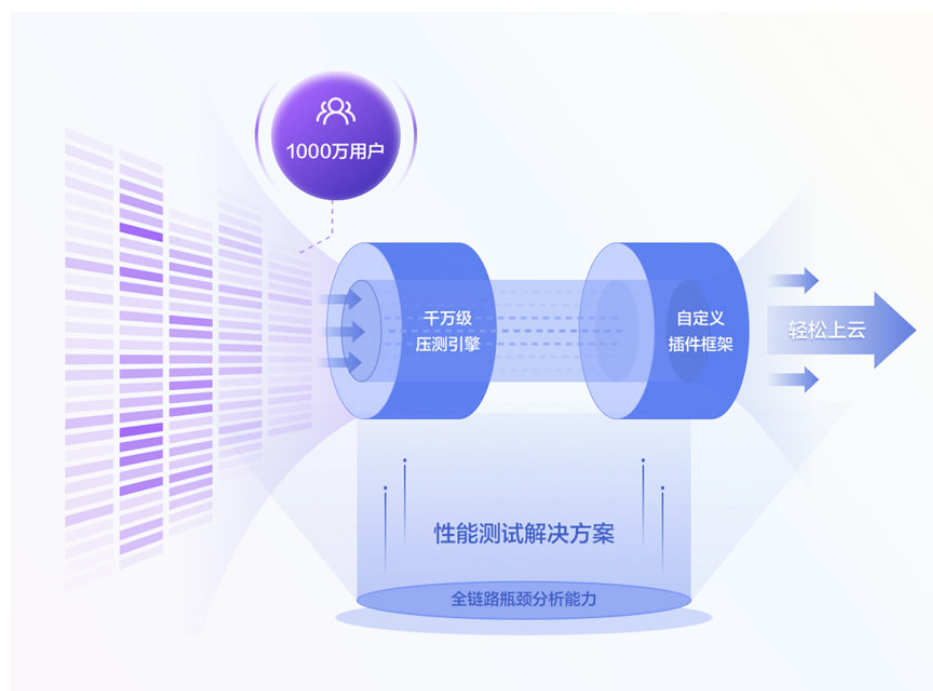 1000万用户
千万级
压测引擎
自定义
插件框架
轻松上云
性能测试解决方案
全链路瓶颈分析能力